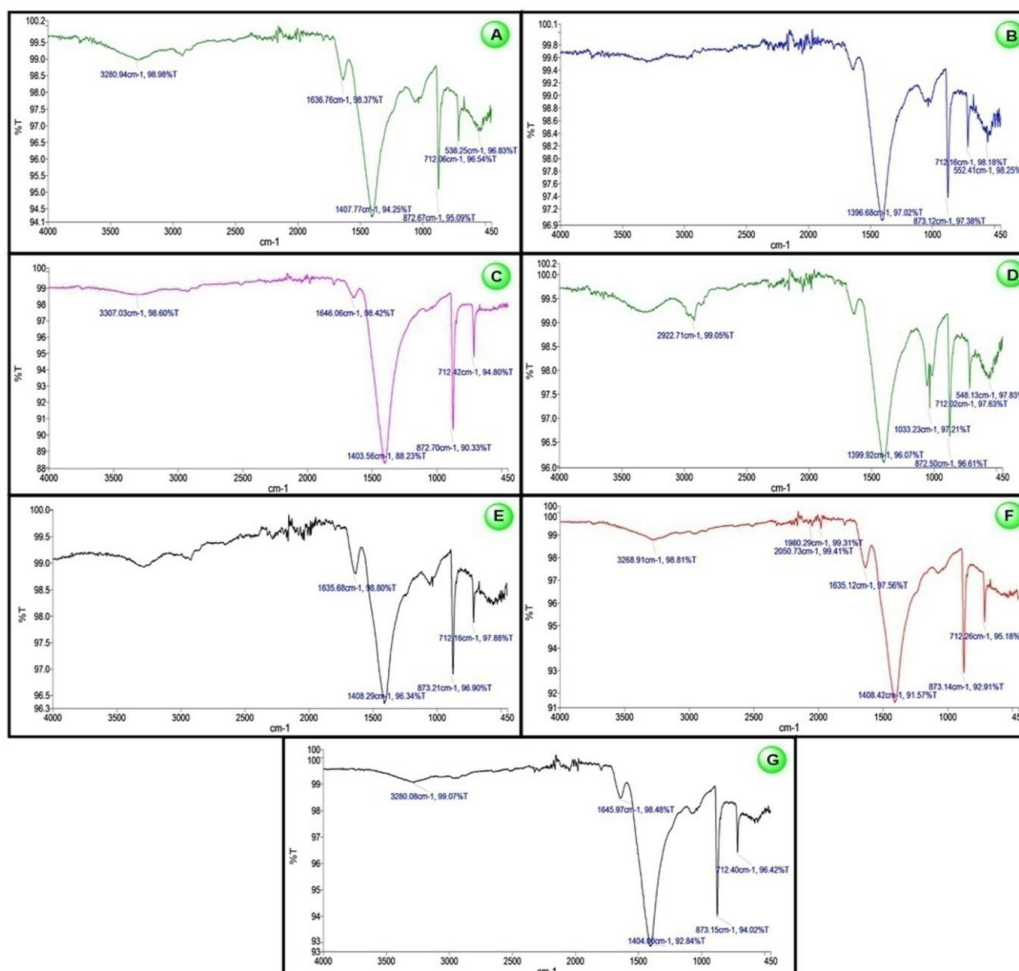 A
100.2
99.5
99.0
98.5
98.0
97.5
97.0
96.5
96.0
95.5
95.0
94.5
94.1
%T
3280.94cm-1, 98.98%T
1636.76cm-1, 98.37%T
538.25cm-1, 96.83%T
712.06cm-1, 96.54%T
1407.77cm-1, 94.25%T
872.67cm-1, 95.09%T
4000 3500 3000 2500 2000 1500 1000 450
cm-1
B
100.1
99.8
99.6
99.4
99.2
99.0
98.8
98.6
98.4
98.2
98.0
97.8
97.6
97.4
97.2
96.9
%T
712.16cm-1, 98.18%T
552.41cm-1, 98.25%
1396.68cm-1, 97.02%T
873.12cm-1, 97.38%T
4000 3500 3000 2500 2000 1500 1000 450
cm-1
C
100
99
98
97
96
95
94
93
92
91
90
89
88
%T
3307.03cm-1, 98.60%T
1646.06cm-1, 98.42%T
712.42cm-1, 94.80%T
872.70cm-1, 90.33%T
1403.56cm-1, 88.23%T
4000 3500 3000 2500 2000 1500 1000 450
cm-1
D
100.2
100.0
99.5
99.0
98.5
98.0
97.5
97.0
96.5
96.0
%T
2922.71cm-1, 99.05%T
548.13cm-1, 97.83%
712.02cm-1, 97.63%T
1033.23cm-1, 97.21%T
1399.92cm-1, 96.07%T
872.50cm-1, 96.61%T
4000 3500 3000 2500 2000 1500 1000 450
cm-1
E
100.0
99.5
99.0
98.5
98.0
97.5
97.0
96.5
96.3
%T
1635.68cm-1, 98.80%T
712.16cm-1, 97.88%T
873.21cm-1, 96.90%T
1408.29cm-1, 96.34%T
4000 3500 3000 2500 2000 1500 1000 450
cm-1
F
100
100
99
98
97
96
95
94
93
92
91
%T
1980.29cm-1, 99.31%T
2050.73cm-1, 99.41%T
3268.91cm-1, 98.81%T
1635.12cm-1, 97.56%T
712.26cm-1, 95.18%
873.14cm-1, 92.91%T
1408.42cm-1, 91.57%T
4000 3500 3000 2500 2000 1500 1000 450
cm-1
G
100
99
98
97
96
95
94
93
93
%T
3280.08cm-1, 99.07%T
1645.97cm-1, 98.48%T
712.40cm-1, 96.42%T
873.15cm-1, 94.02%T
1404.00cm-1, 92.84%T
4000 3500 3000 2500 2000 1500 1000 450
cm-1